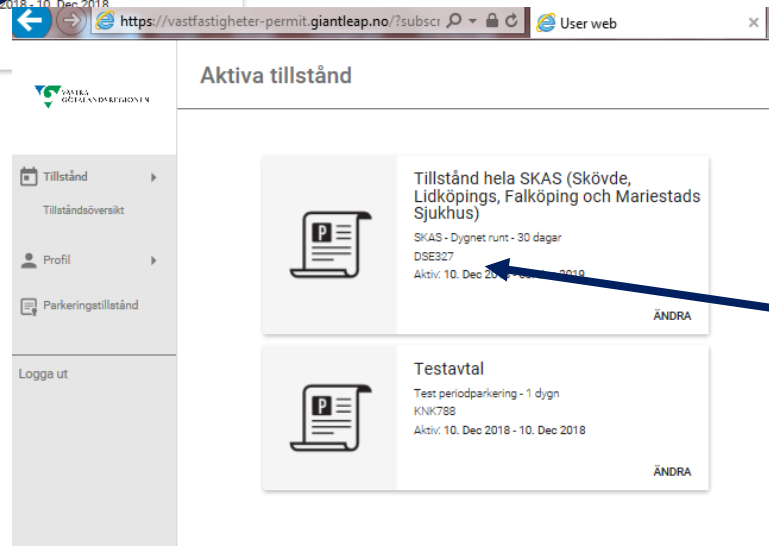 2018 - 10. Dec 2018
https://vastfastigheter-permit.giantleap.no/?subscr
User web
VÄSTRA
GÖTALANDSREGIONEN
Aktiva tillstånd
Tillstånd
Tillståndsöversikt
Profil
Parkeringstillstånd
Logga ut
Tillstånd hela SKAS (Skövde,
Lidköpings, Falköping och Mariestads
Sjukhus)
SKAS - Dygnet runt - 30 dagar
DSE327
Aktiv: 10. Dec 2019
ÄNDRA
Testavtal
Test periodparkering - 1 dygn
KNK788
Aktiv: 10. Dec 2018 - 10. Dec 2018
ÄNDRA